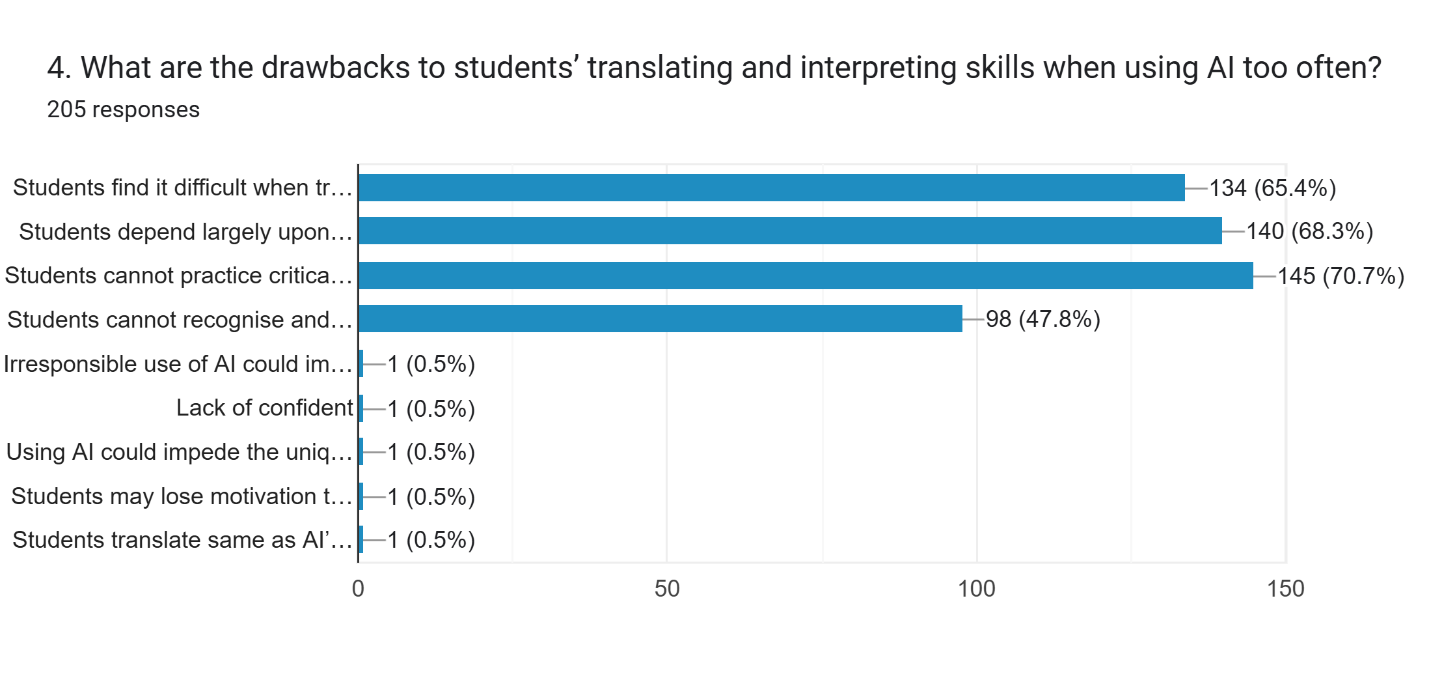 4. What are the drawbacks to students’ translating and interpreting skills when using AI too often?
205 responses
Students find it difficult when tr… 134 (65.4%)
Students depend largely upon… 140 (68.3%)
Students cannot practice critica… 145 (70.7%)
Students cannot recognise and… 98 (47.8%)
Irresponsible use of AI could im… 1 (0.5%)
Lack of confident 1 (0.5%)
Using AI could impede the uniq… 1 (0.5%)
Students may lose motivation t… 1 (0.5%)
Students translate same as AI’… 1 (0.5%)
0 50 100 150